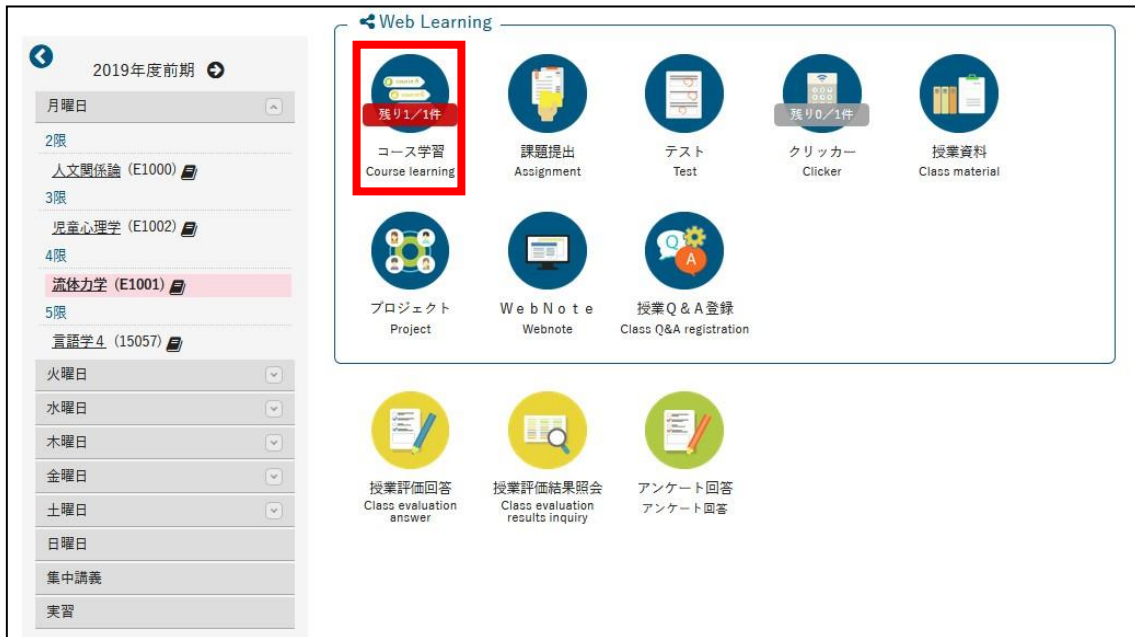 2019年度前期
月曜日
2限
人文関係論 (E1000)
3限
児童心理学 (E1002)
4限
流体力学 (E1001)
5限
言語学4 (15057)
火曜日
水曜日
木曜日
金曜日
土曜日
日曜日
集中講義
実習
Web Learning
残り1/1件
コース学習
Course learning
課題提出
Assignment
テスト
Test
残り0/1件
クリッカー
Clicker
授業資料
Class material
プロジェクト
Project
WebNote
Webnote
Q
A
授業Q&A登録
Class Q&A registration
授業評価回答
Class evaluation
answer
授業評価結果照会
Class evaluation
results inquiry
アンケート回答
アンケート回答